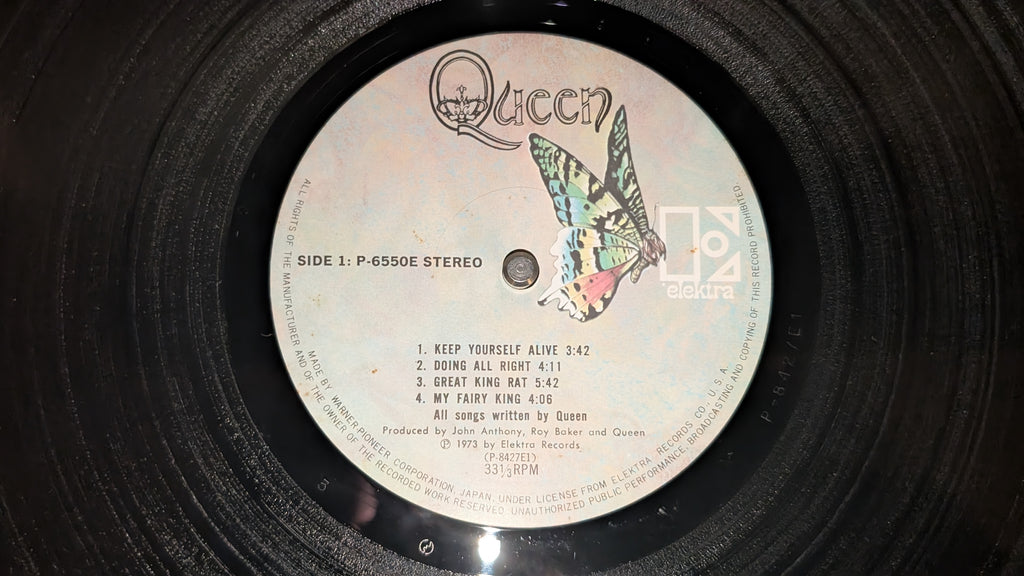 Queen
elektra
SIDE 1: P-6550E STEREO
1. KEEP YOURSELF ALIVE 3:42
2. DOING ALL RIGHT 4:11
3. GREAT KING RAT 5:42
4. MY FAIRY KING 4:06
All songs written by Queen
Produced by John Anthony, Roy Baker and Queen
Ⓟ 1973 by Elektra Records
(P-8427E1)
33 1/3 RPM
MADE BY WARNER-PIONEER CORPORATION, JAPAN, UNDER LICENSE FROM ELEKTRA RECORDS CO., U.S.A.
ALL RIGHTS OF THE MANUFACTURER AND OF THE OWNER OF THE RECORDED WORK RESERVED. UNAUTHORIZED PUBLIC PERFORMANCE, BROADCASTING AND COPYING OF THIS RECORD PROHIBITED